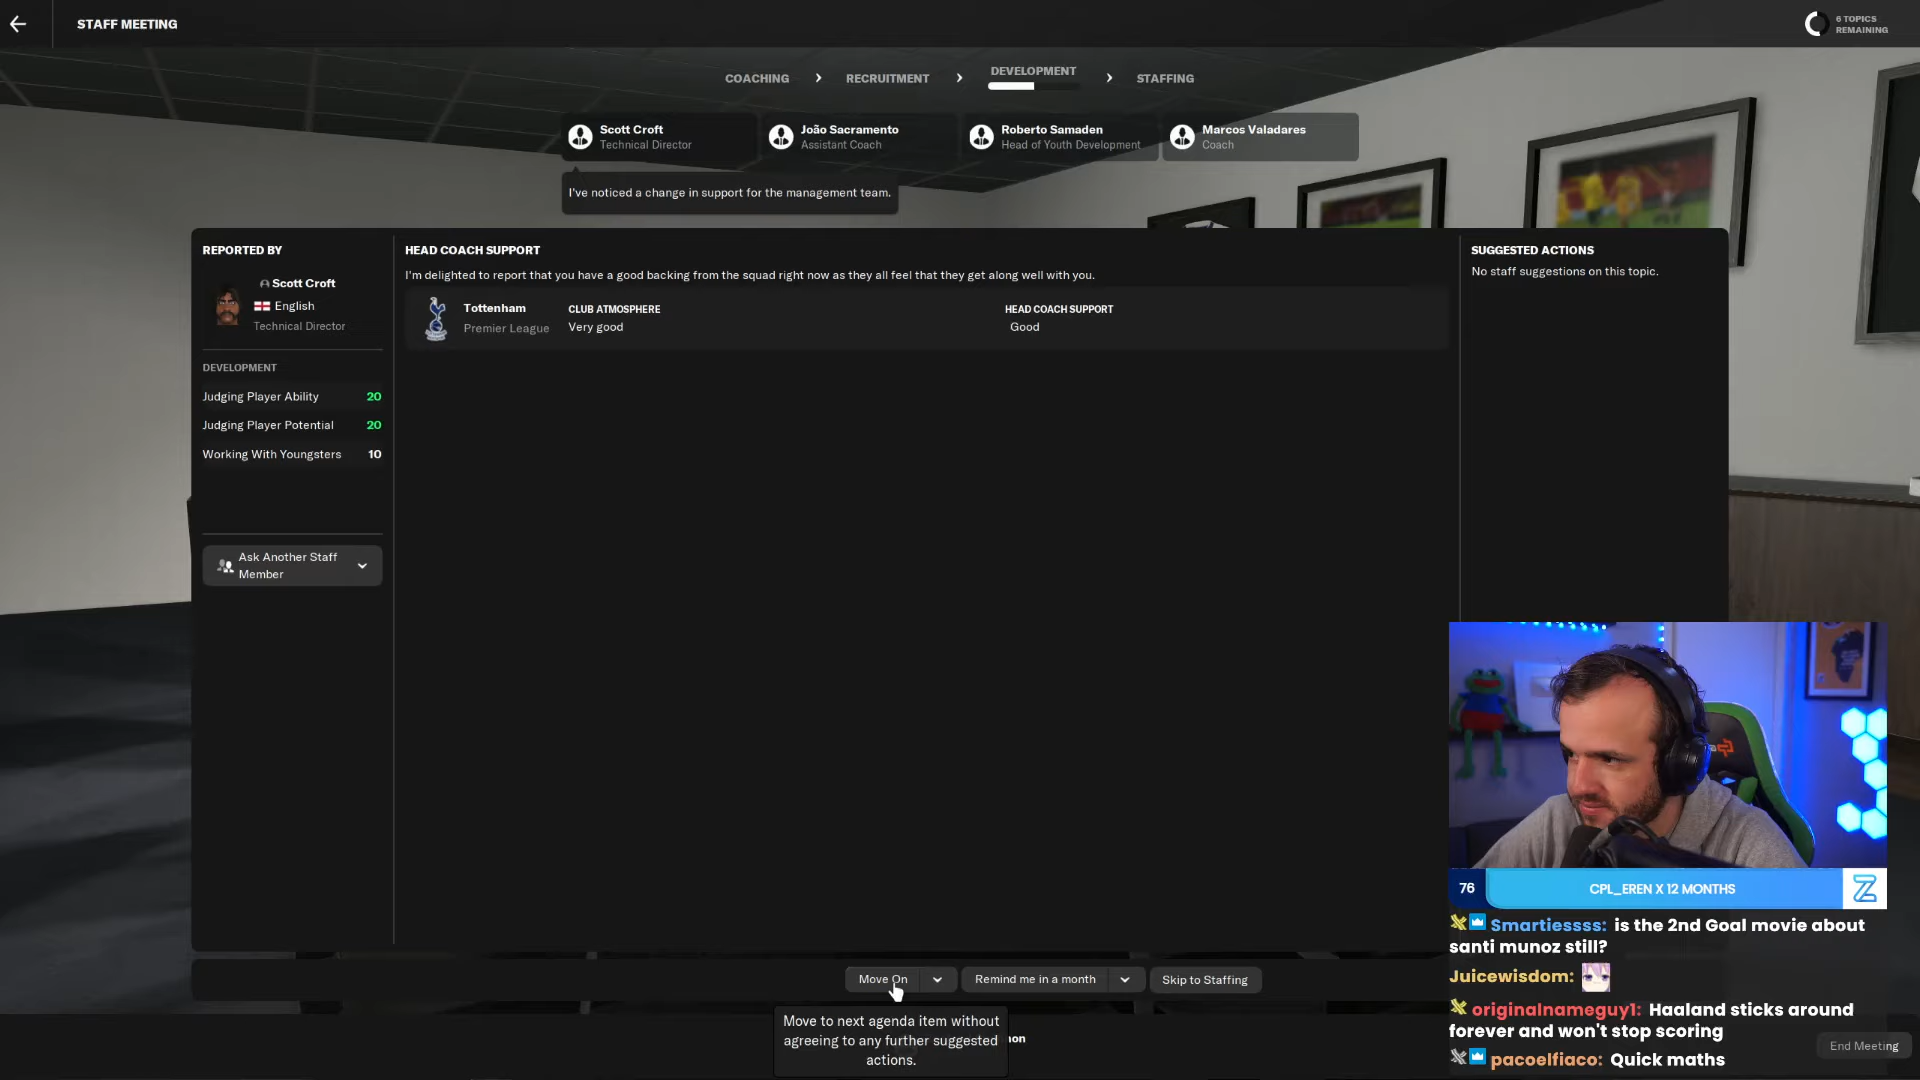 STAFF MEETING
6 TOPICS
REMAINING
COACHING
RECRUITMENT
DEVELOPMENT
STAFFING
Scott Croft
Technical Director
João Sacramento
Assistant Coach
Roberto Samaden
Head of Youth Development
Marcos Valadares
Coach
I've noticed a change in support for the management team.
REPORTED BY
Scott Croft
English
Technical Director
DEVELOPMENT
Judging Player Ability 20
Judging Player Potential 20
Working With Youngsters 10
Ask Another Staff
Member
HEAD COACH SUPPORT
I'm delighted to report that you have a good backing from the squad right now as they all feel that they get along well with you.
Tottenham
Premier League
CLUB ATMOSPHERE
Very good
HEAD COACH SUPPORT
Good
SUGGESTED ACTIONS
No staff suggestions on this topic.
Move On
Remind me in a month
Skip to Staffing
Move to next agenda item without
agreeing to any further suggested
actions.
End Meeting
76
CPL_EREN X 12 MONTHS
Smartiessss: is the 2nd Goal movie about
santi munoz still?
Juicewisdom:
originalnameguy1: Haaland sticks around
forever and won't stop scoring
pacoelfiaco: Quick maths